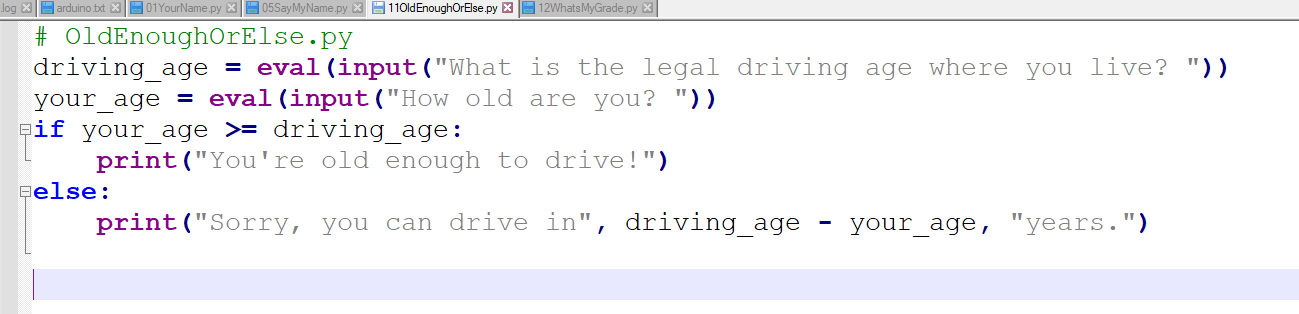 .log arduino.txt 01YourName.py 05SayMyName.py 11OldEnoughOrElse.py 12WhatsMyGrade.py
# OldEnoughOrElse.py
driving_age = eval(input("What is the legal driving age where you live? "))
your_age = eval(input("How old are you? "))
if your_age >= driving_age:
    print("You're old enough to drive!")
else:
    print("Sorry, you can drive in", driving_age - your_age, "years.")